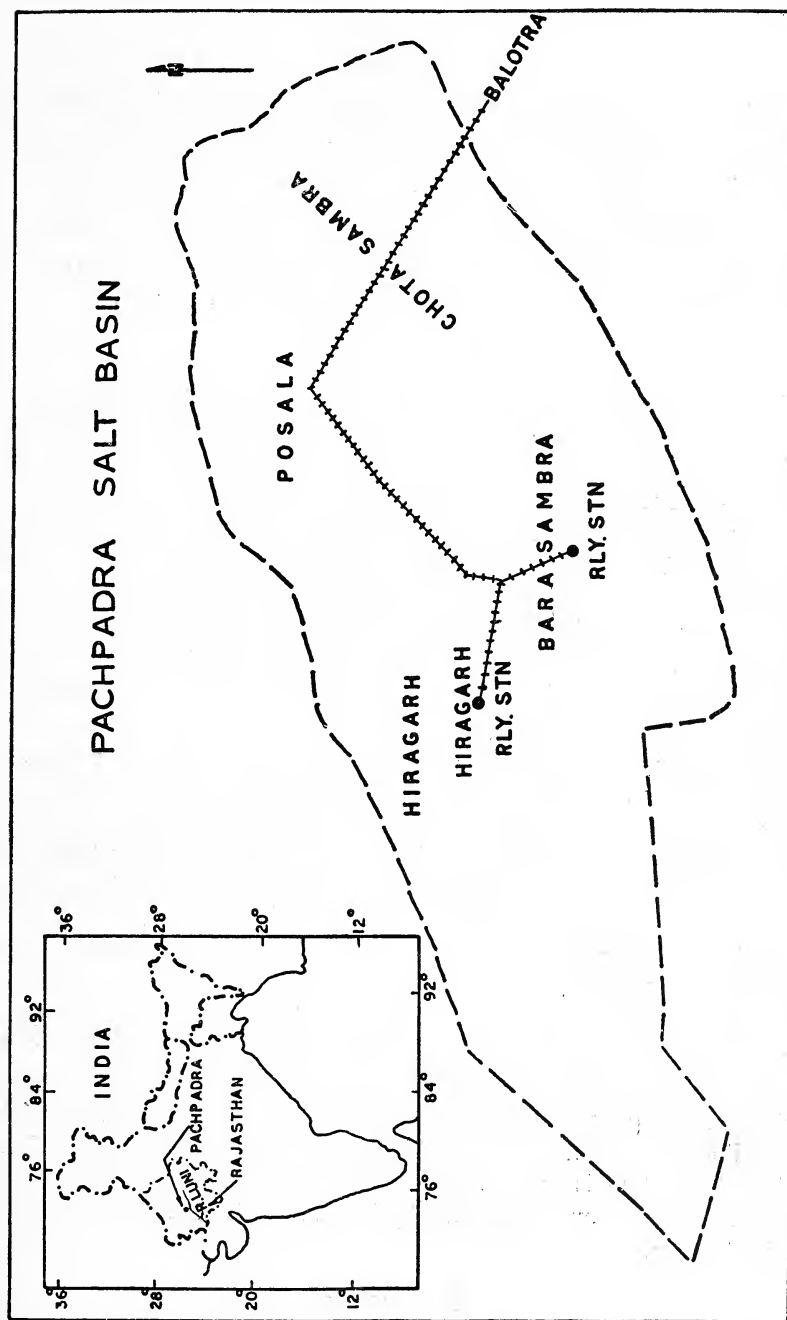 PACHPADRA SALT BASIN
N
INDIA
36°
28°
20°
12°
36°
28°
20°
12°
76°
84°
92°
76°
84°
92°
R. LUNI
PACHPADRA
RAJASTHAN
POSALA
CHOTA SAMBRA
BALOTRA
HIRAGARH
HIRAGARH
RLY. STN
BARA SAMBRA
RLY. STN